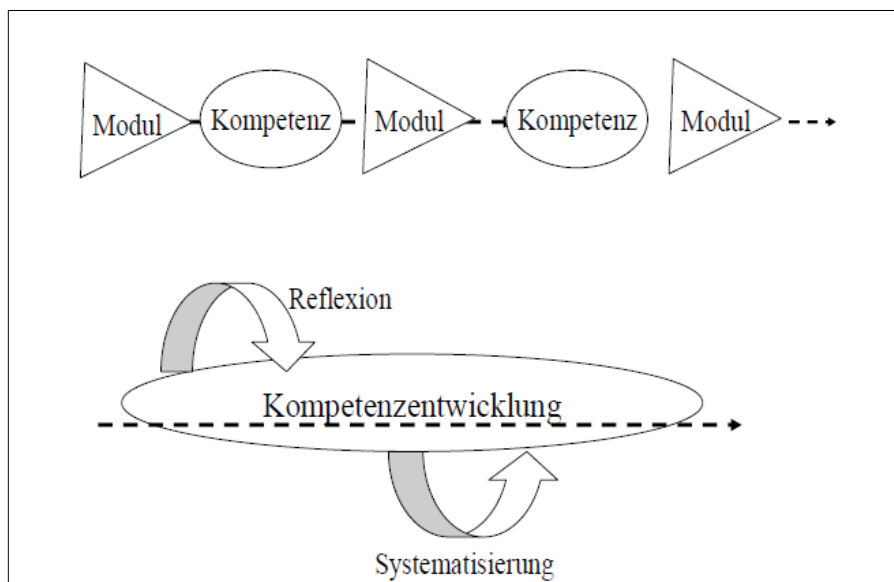 Modul Kompetenz Modul Kompetenz Modul
Reflexion
Kompetenzentwicklung
Systematisierung